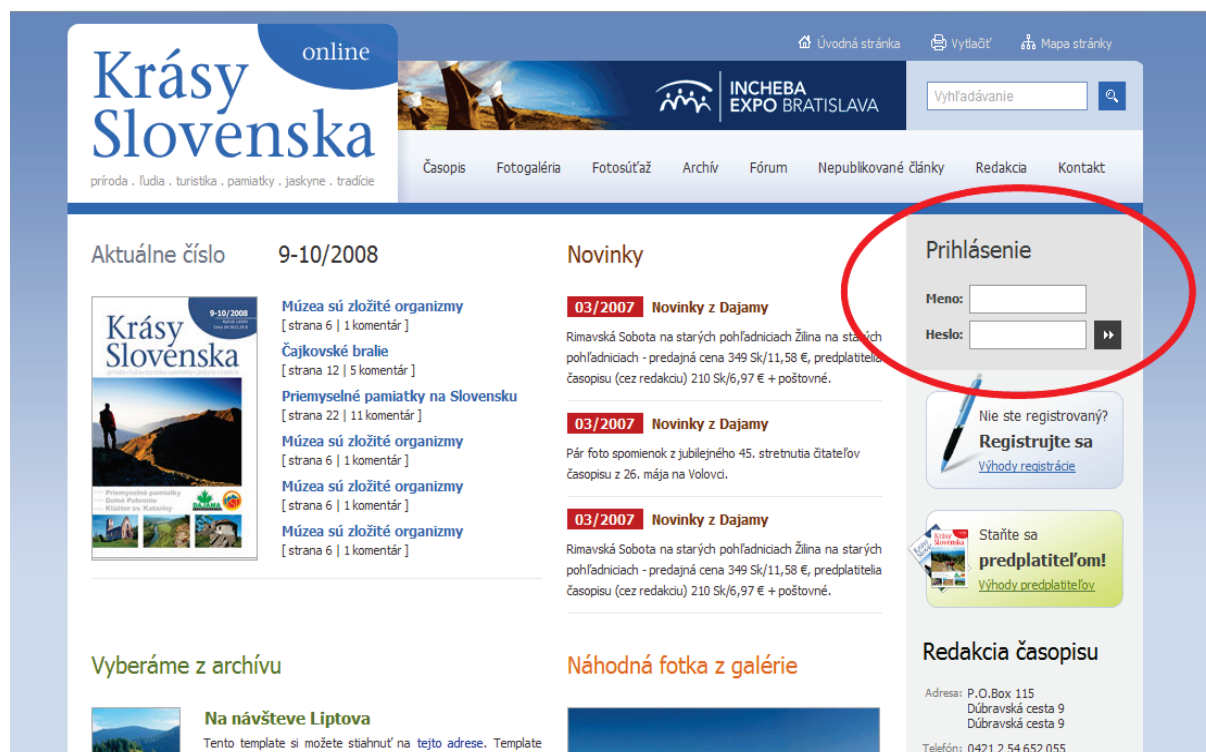 Krásy
Slovenska
online
príroda . ľudia . turistika . pamiatky . jaskyne . tradície
Úvodná stránka
Vytlačiť
Mapa stránky
INCHEBA
EXPO BRATISLAVA
Vyhľadávanie
Časopis
Fotogaléria
Fotosúťaž
Archív
Fórum
Nepublikované články
Redakcia
Kontakt
Aktuálne číslo
9-10/2008
9-10/2008
Krásy
Slovenska
Priemyselné pamiatky
Dolné Pohronie
Kláštor sv. Kataríny
DAJAMA
Múzea sú zložité organizmy
[ strana 6 | 1 komentár ]
Čajkovské bralie
[ strana 12 | 5 komentár ]
Priemyselné pamiatky na Slovensku
[ strana 22 | 11 komentár ]
Múzea sú zložité organizmy
[ strana 6 | 1 komentár ]
Múzea sú zložité organizmy
[ strana 6 | 1 komentár ]
Múzea sú zložité organizmy
[ strana 6 | 1 komentár ]
Novinky
03/2007 Novinky z Dajamy
Rimavská Sobota na starých pohľadniciach Žilina na starých
pohľadniciach - predajná cena 349 Sk/11,58 €, predplatitelia
časopisu (cez redakciu) 210 Sk/6,97 € + poštovné.
03/2007 Novinky z Dajamy
Pár foto spomienok z jubilejného 45. stretnutia čitateľov
časopisu z 26. mája na Volovci.
03/2007 Novinky z Dajamy
Rimavská Sobota na starých pohľadniciach Žilina na starých
pohľadniciach - predajná cena 349 Sk/11,58 €, predplatitelia
časopisu (cez redakciu) 210 Sk/6,97 € + poštovné.
Prihlásenie
Meno:
Heslo:
Nie ste registrovaný?
Registrujte sa
Výhody registrácie
Staňte sa
predplatiteľom!
Výhody predplatiteľov
Redakcia časopisu
Adresa: P.O.Box 115
Dúbravská cesta 9
Dúbravská cesta 9
Telefón: 0421 2 54 652 055
Vyberáme z archívu
Na návšteve Liptova
Tento template si možete stiahnuť na tejto adrese. Template
Náhodná fotka z galérie